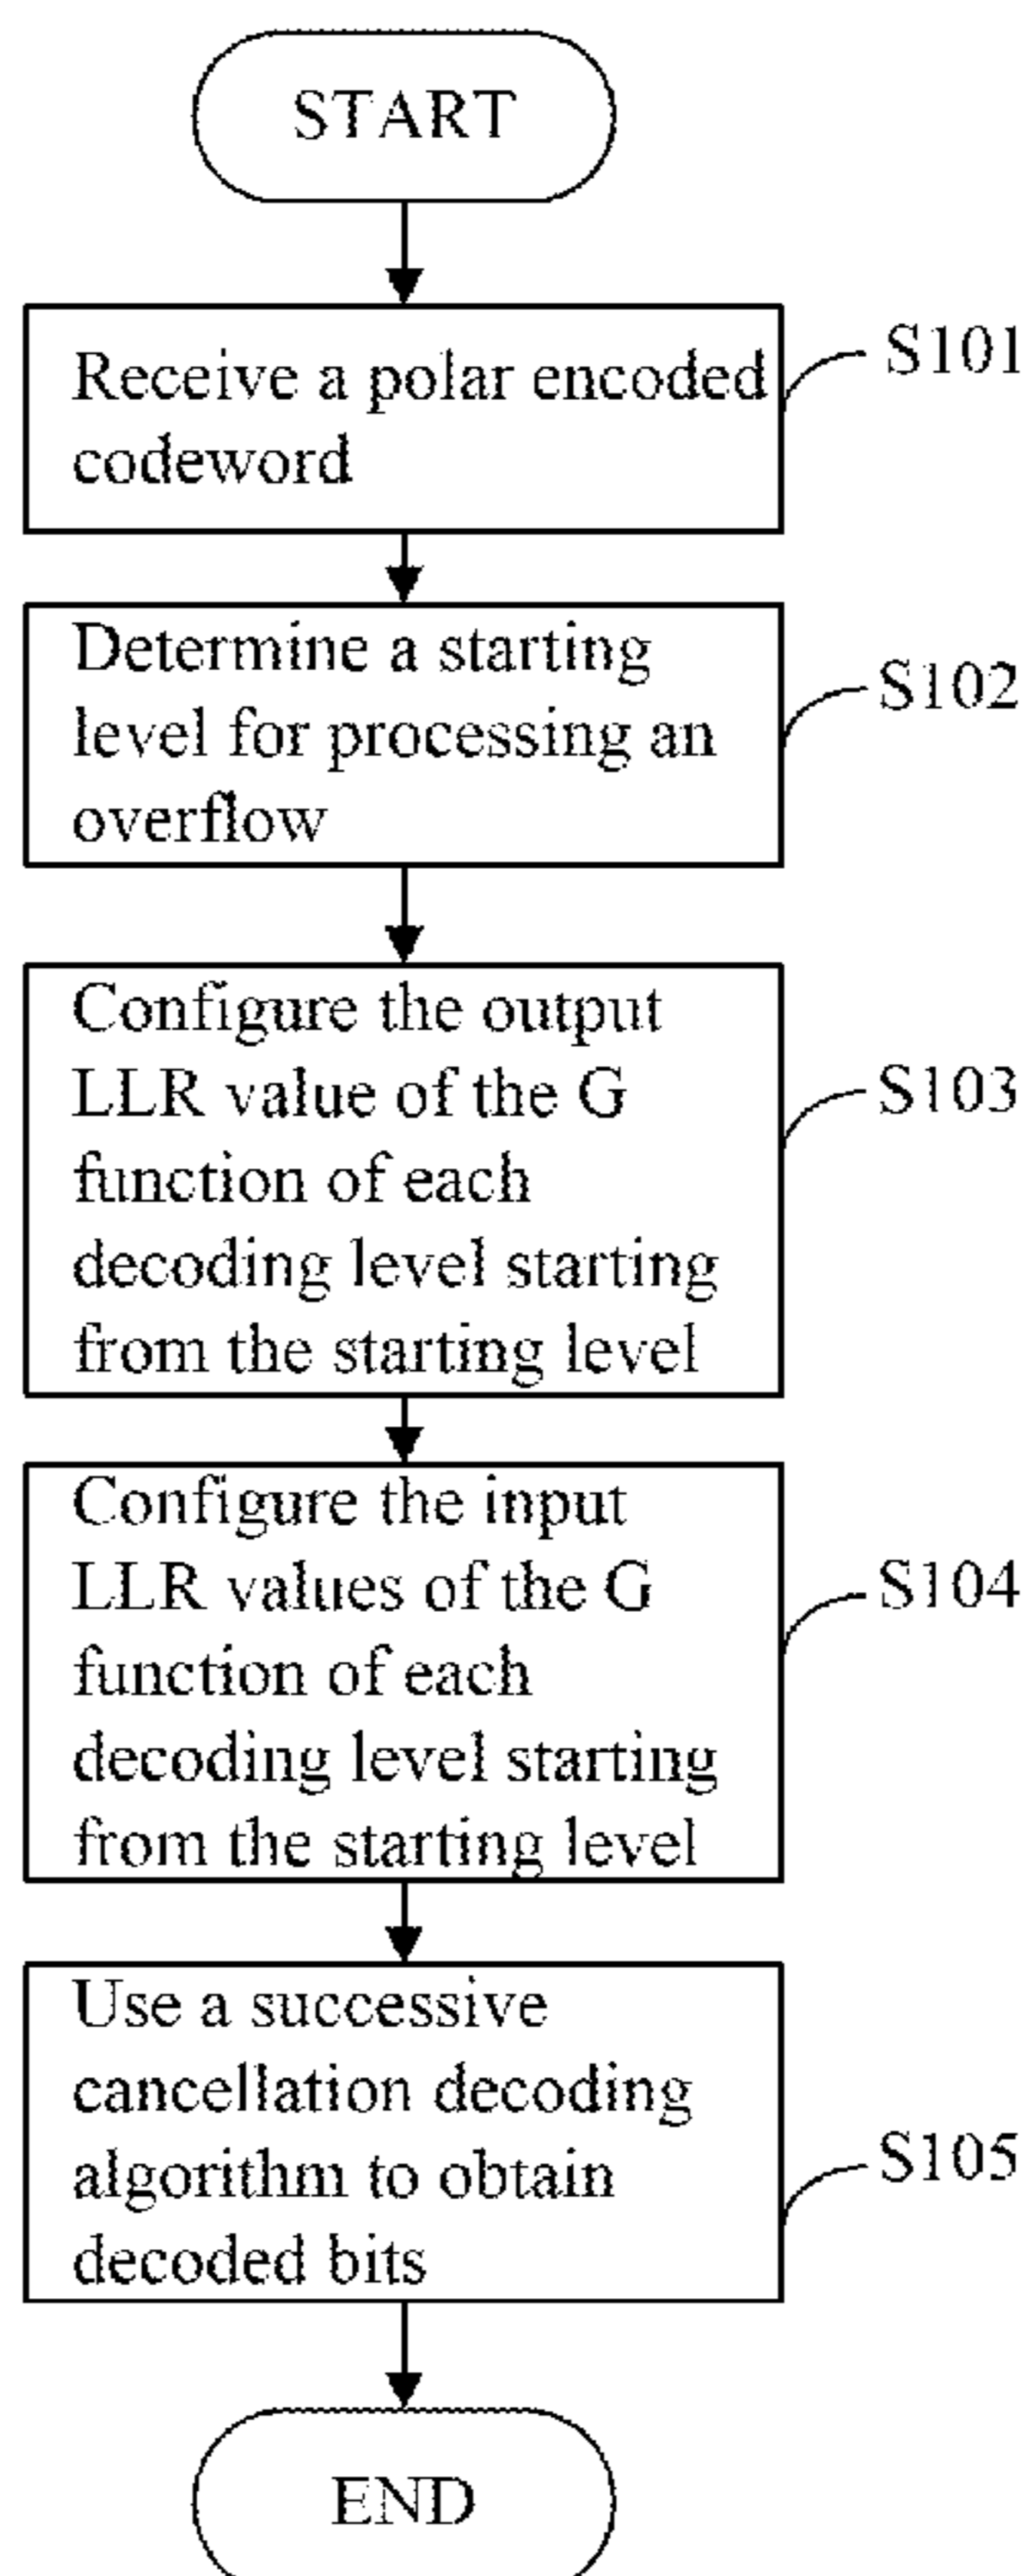 START
Receive a polar encoded
codeword
S101
Determine a starting
level for processing an
overflow
S102
Configure the output
LLR value of the G
function of each
decoding level starting
from the starting level
S103
Configure the input
LLR values of the G
function of each
decoding level starting
from the starting level
S104
Use a successive
cancellation decoding
algorithm to obtain
decoded bits
S105
END